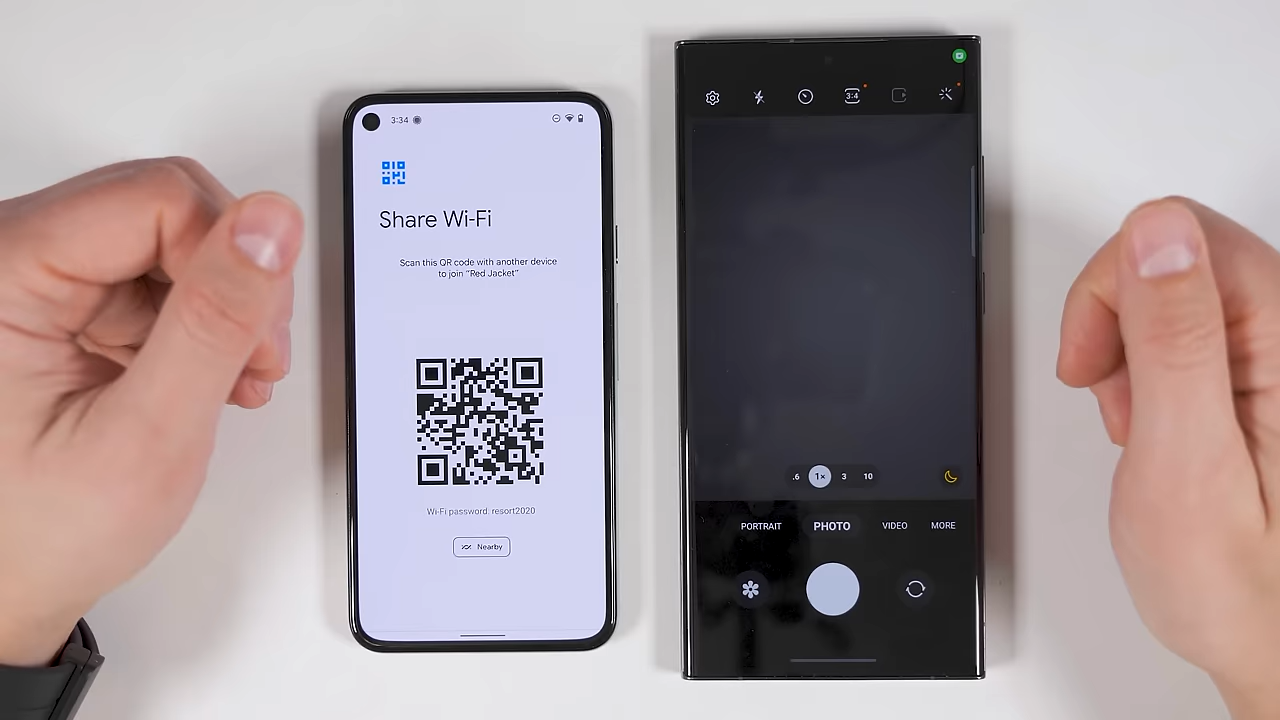 3:34
Share Wi-Fi
Scan this QR code with another device
to join “Red Jacket”
Wi-Fi password: resort2020
Nearby
3:4
.6 1× 3 10
PORTRAIT PHOTO VIDEO MORE